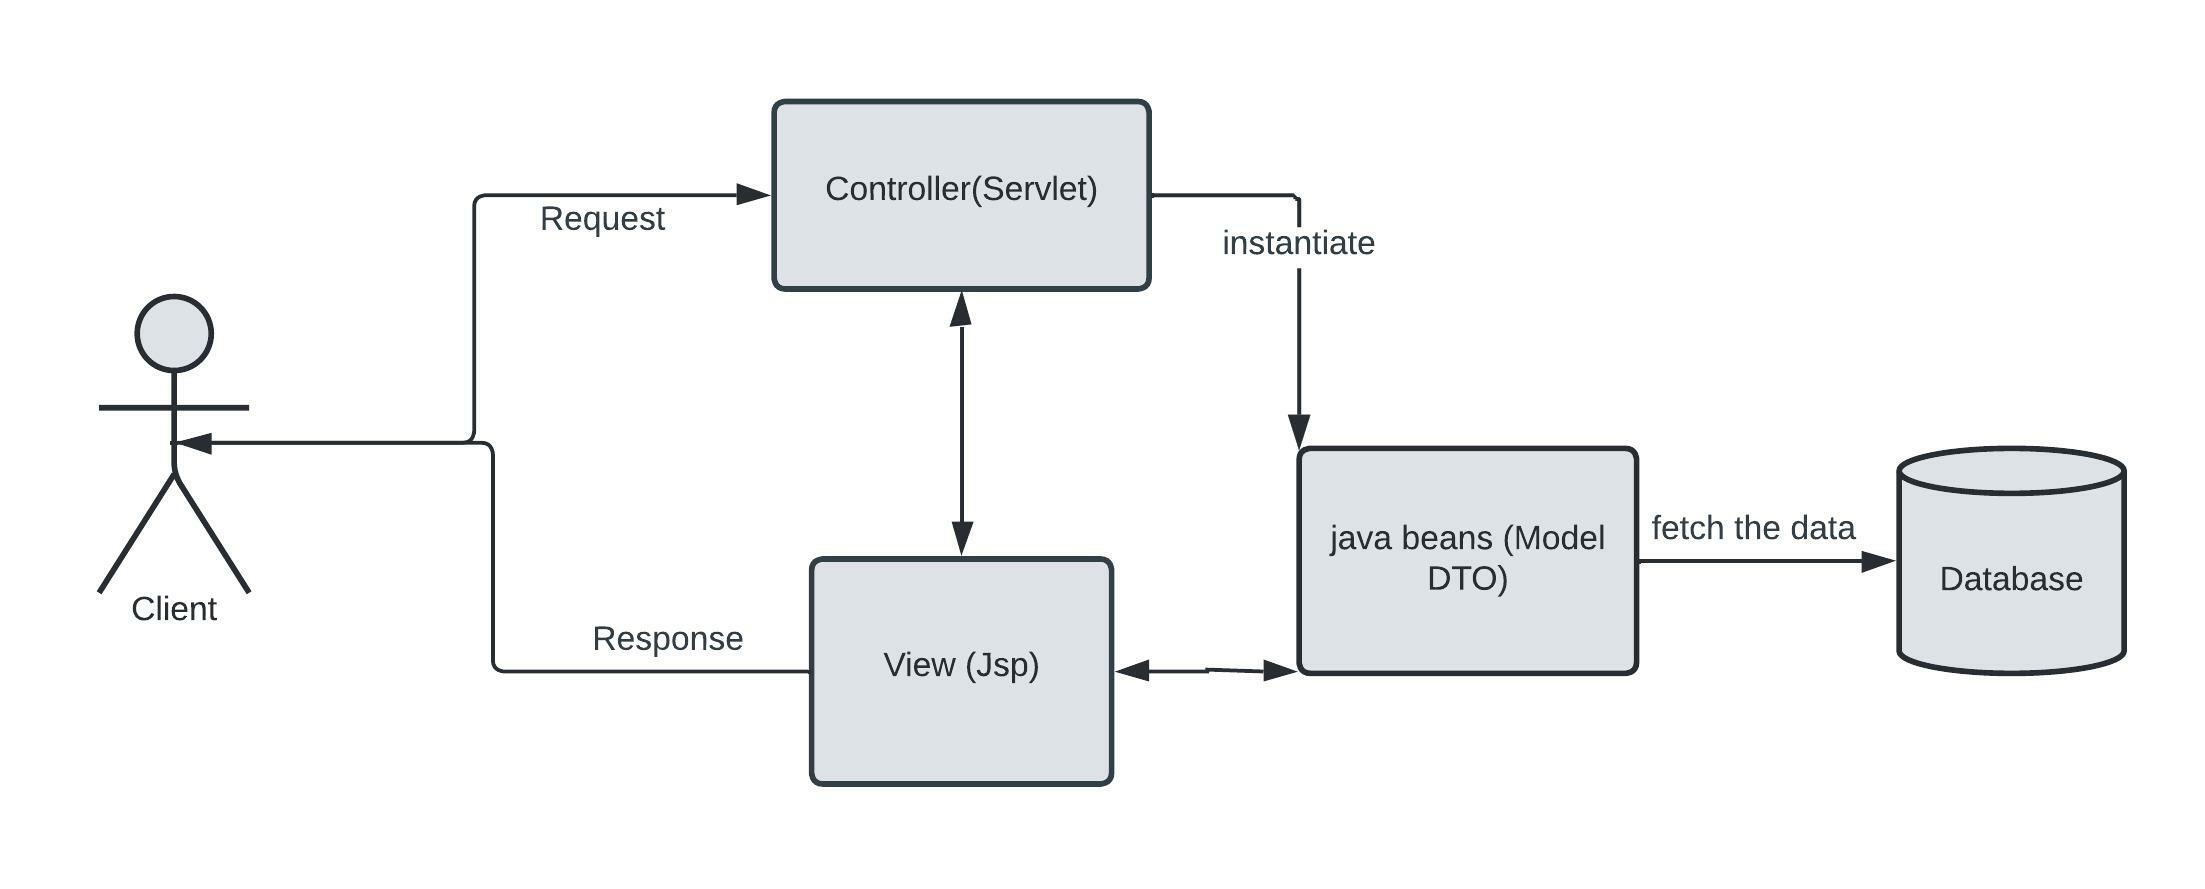 Controller(Servlet)
Request
instantiate
Client
Response
View (Jsp)
java beans (Model
DTO)
fetch the data
Database